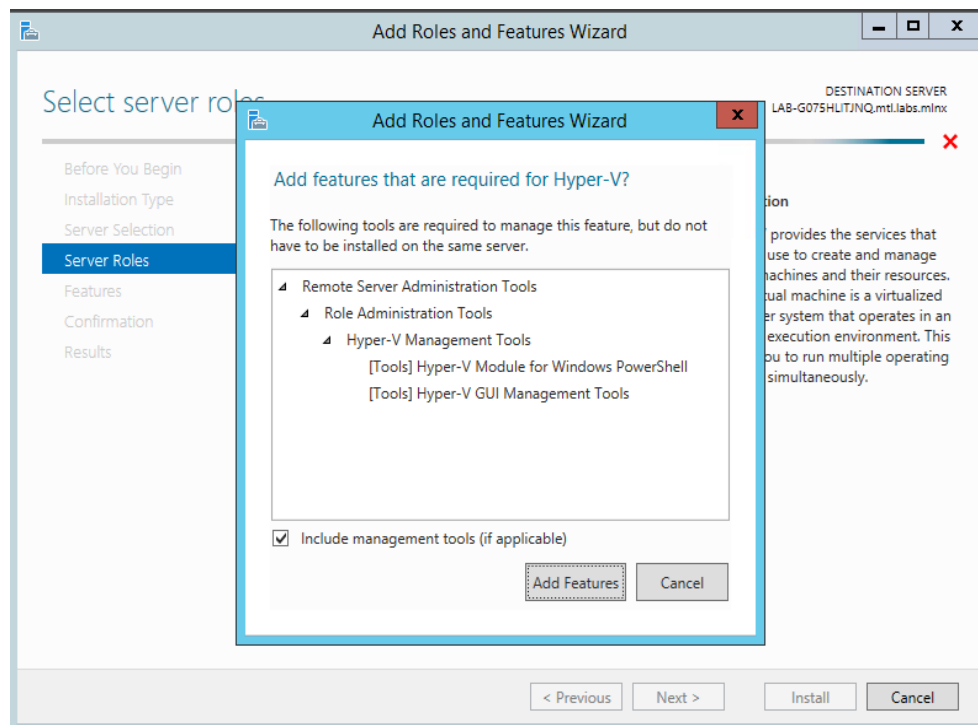 Add Roles and Features Wizard
Select server roles
DESTINATION SERVER
LAB-G075HLITJNQ.mtl.labs.mlnx
Before You Begin
Installation Type
Server Selection
Server Roles
Features
Confirmation
Results
Add Roles and Features Wizard
x
Add features that are required for Hyper-V?
The following tools are required to manage this feature, but do not
have to be installed on the same server.
Remote Server Administration Tools
Role Administration Tools
Hyper-V Management Tools
[Tools] Hyper-V Module for Windows PowerShell
[Tools] Hyper-V GUI Management Tools
Include management tools (if applicable)
Add Features
Cancel
provides the services that
use to create and manage
machines and their resources.
is a virtualized
system that operates in an
execution environment. This
to run multiple operating
simultaneously.
< Previous
Next >
Install
Cancel